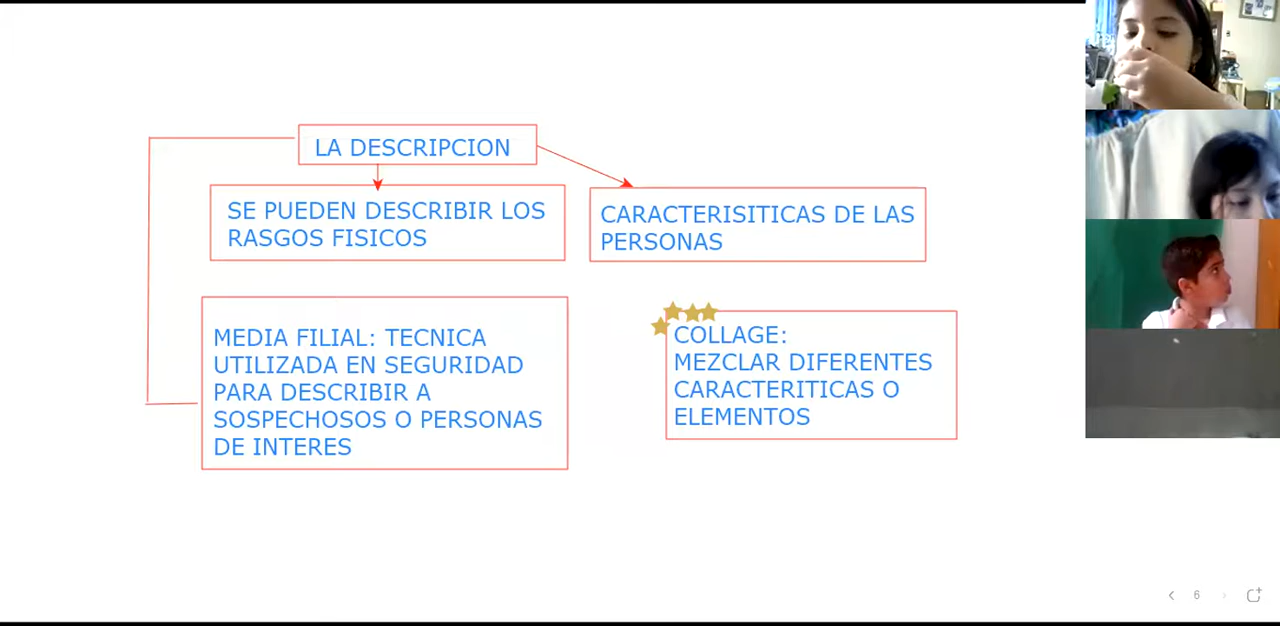 LA DESCRIPCION
SE PUEDEN DESCRIBIR LOS
RASGOS FISICOS
CARACTERISITICAS DE LAS
PERSONAS
MEDIA FILIAL: TECNICA
UTILIZADA EN SEGURIDAD
PARA DESCRIBIR A
SOSPECHOSOS O PERSONAS
DE INTERES
COLLAGE:
MEZCLAR DIFERENTES
CARACTERITICAS O
ELEMENTOS
6